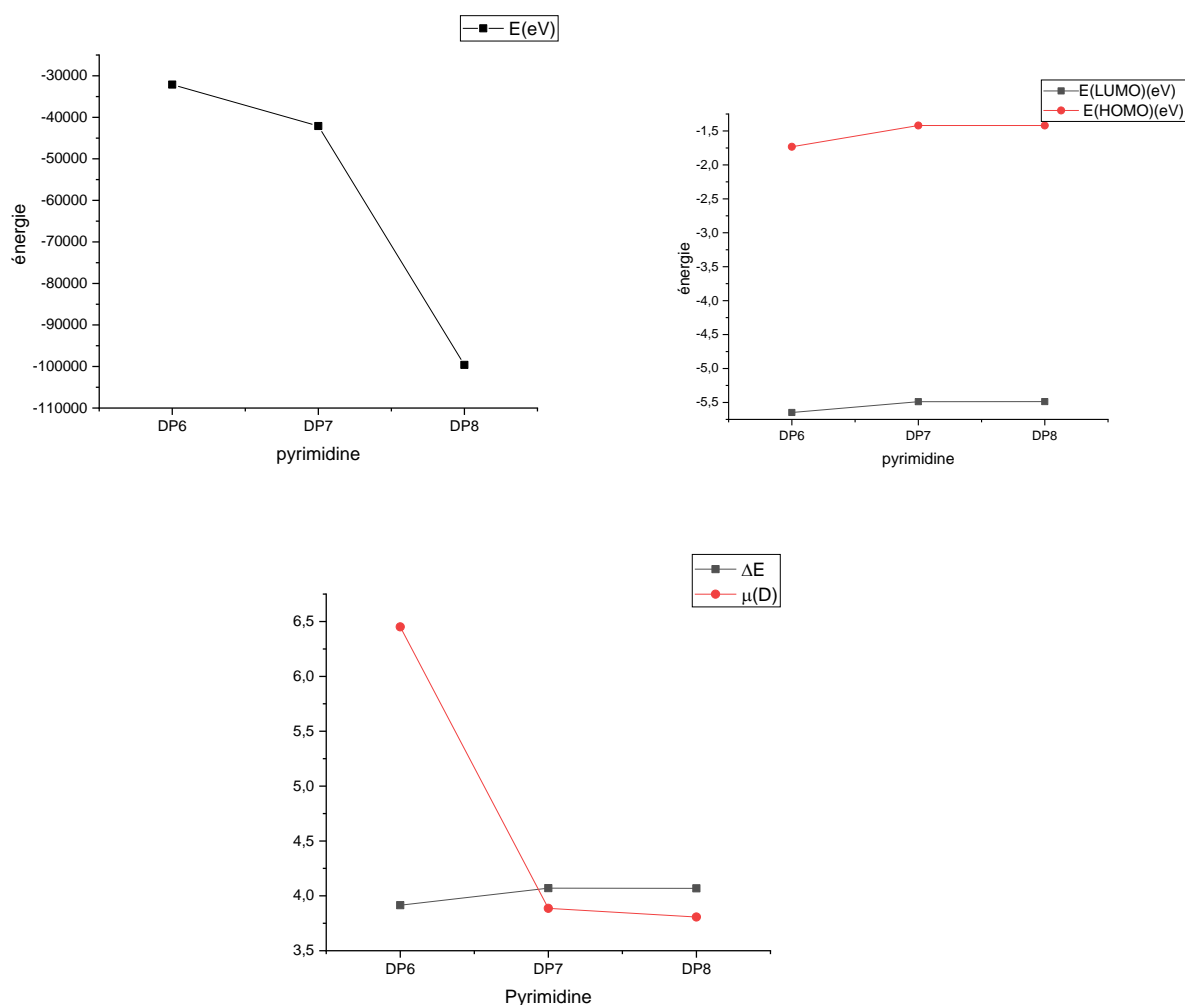 E(eV)
-30000
-40000
-50000
-60000
-70000
-80000
-90000
-100000
-110000
énergie
DP6 DP7 DP8
pyrimidine
E(LUMO)(eV)
E(HOMO)(eV)
-1,5
-2,0
-2,5
-3,0
-3,5
-4,0
-4,5
-5,0
-5,5
énergie
DP6 DP7 DP8
pyrimidine
ΔE
μ(D)
6,5
6,0
5,5
5,0
4,5
4,0
3,5
DP6 DP7 DP8
Pyrimidine